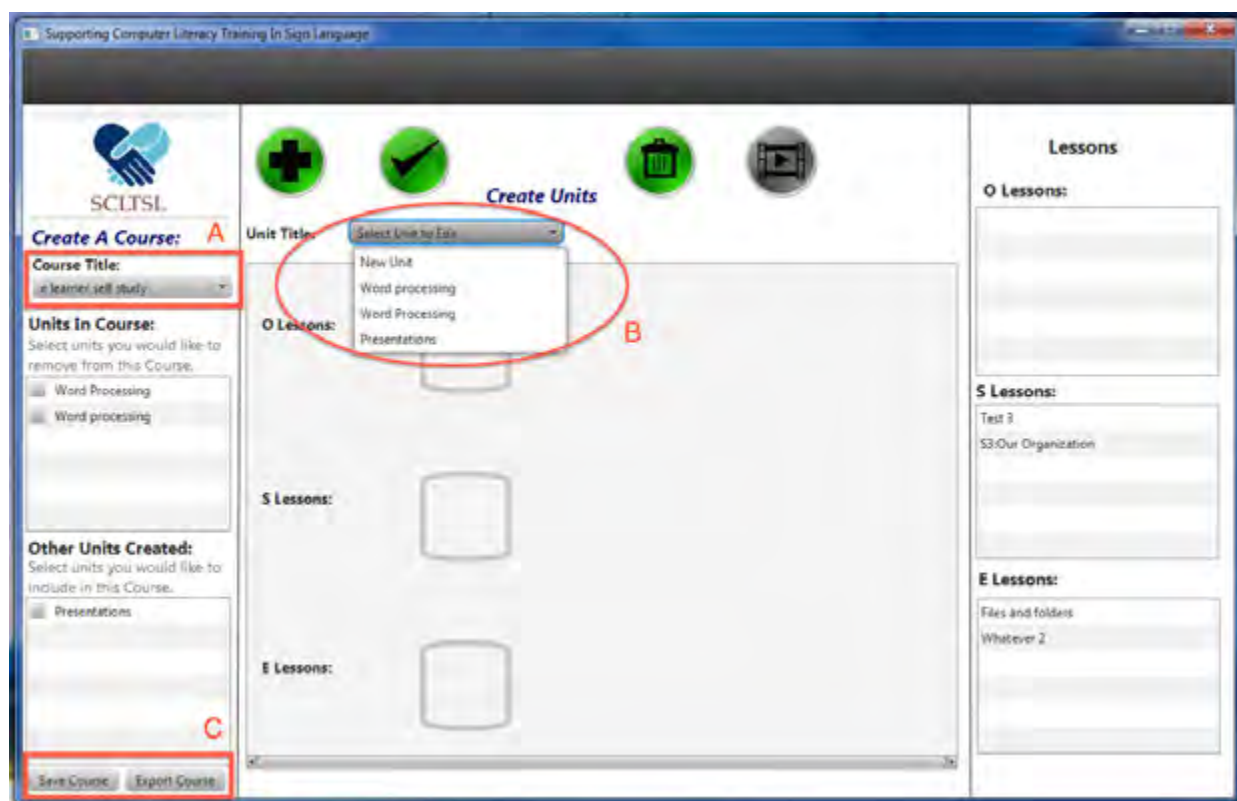 Supporting Computer Literacy Training In Sign Language
SCLTSL
Create A Course:
A
Course Title:
e learner self study
Units In Course:
Select units you would like to
remove from this Course.
Word Processing
Word processing
Other Units Created:
Select units you would like to
include in this Course.
Presentations
C
Save Course
Export Course
Create Units
Unit Title:
Select Unit to Edit
New Unit
Word processing
Word Processing
Presentations
B
O Lessons:
S Lessons:
E Lessons:
Lessons
O Lessons:
S Lessons:
Test 3
S3:Our Organization
E Lessons:
Files and folders
Whatever 2